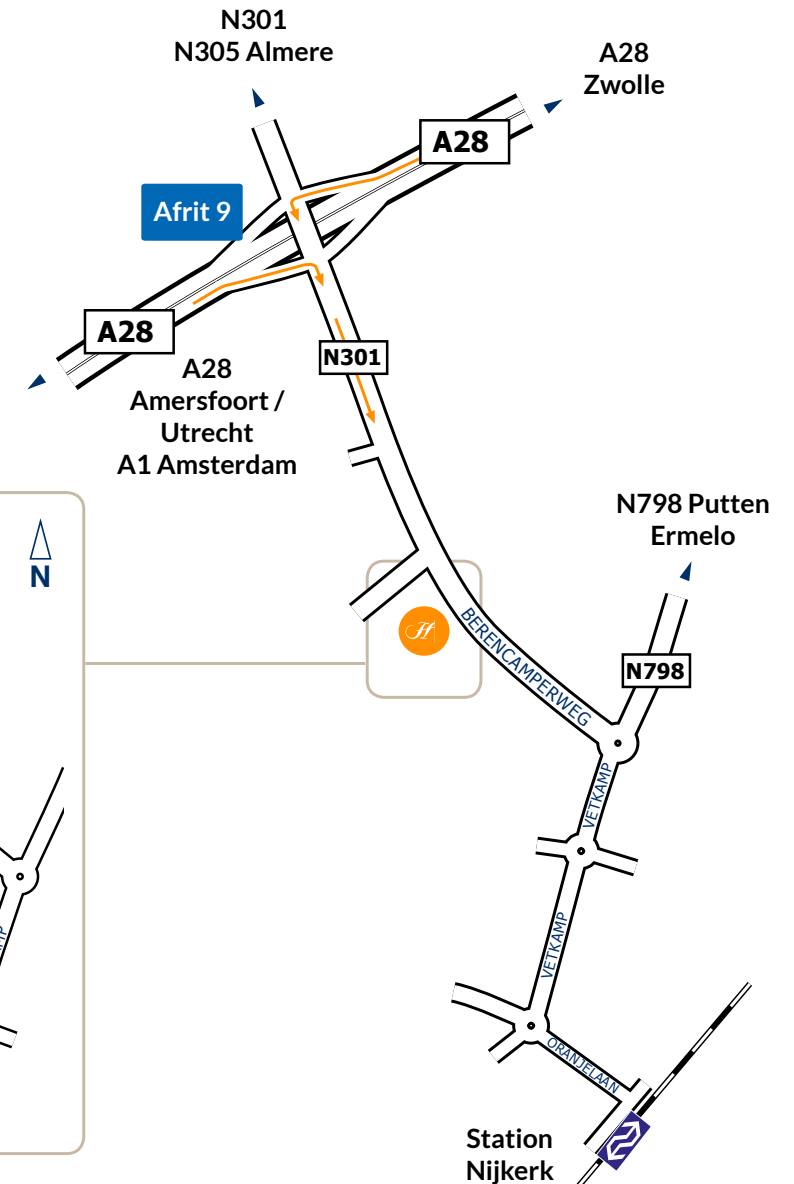 N301
N305 Almere
A28
Zwolle
A28
Afrit 9
A28
N301
A28
Amersfoort /
Utrecht
A1 Amsterdam
N798 Putten
Ermelo
N
H
BERENCAMPERWEG
N798
VETKAMP
VETKAMP
ORANJELAAN
Station
Nijkerk